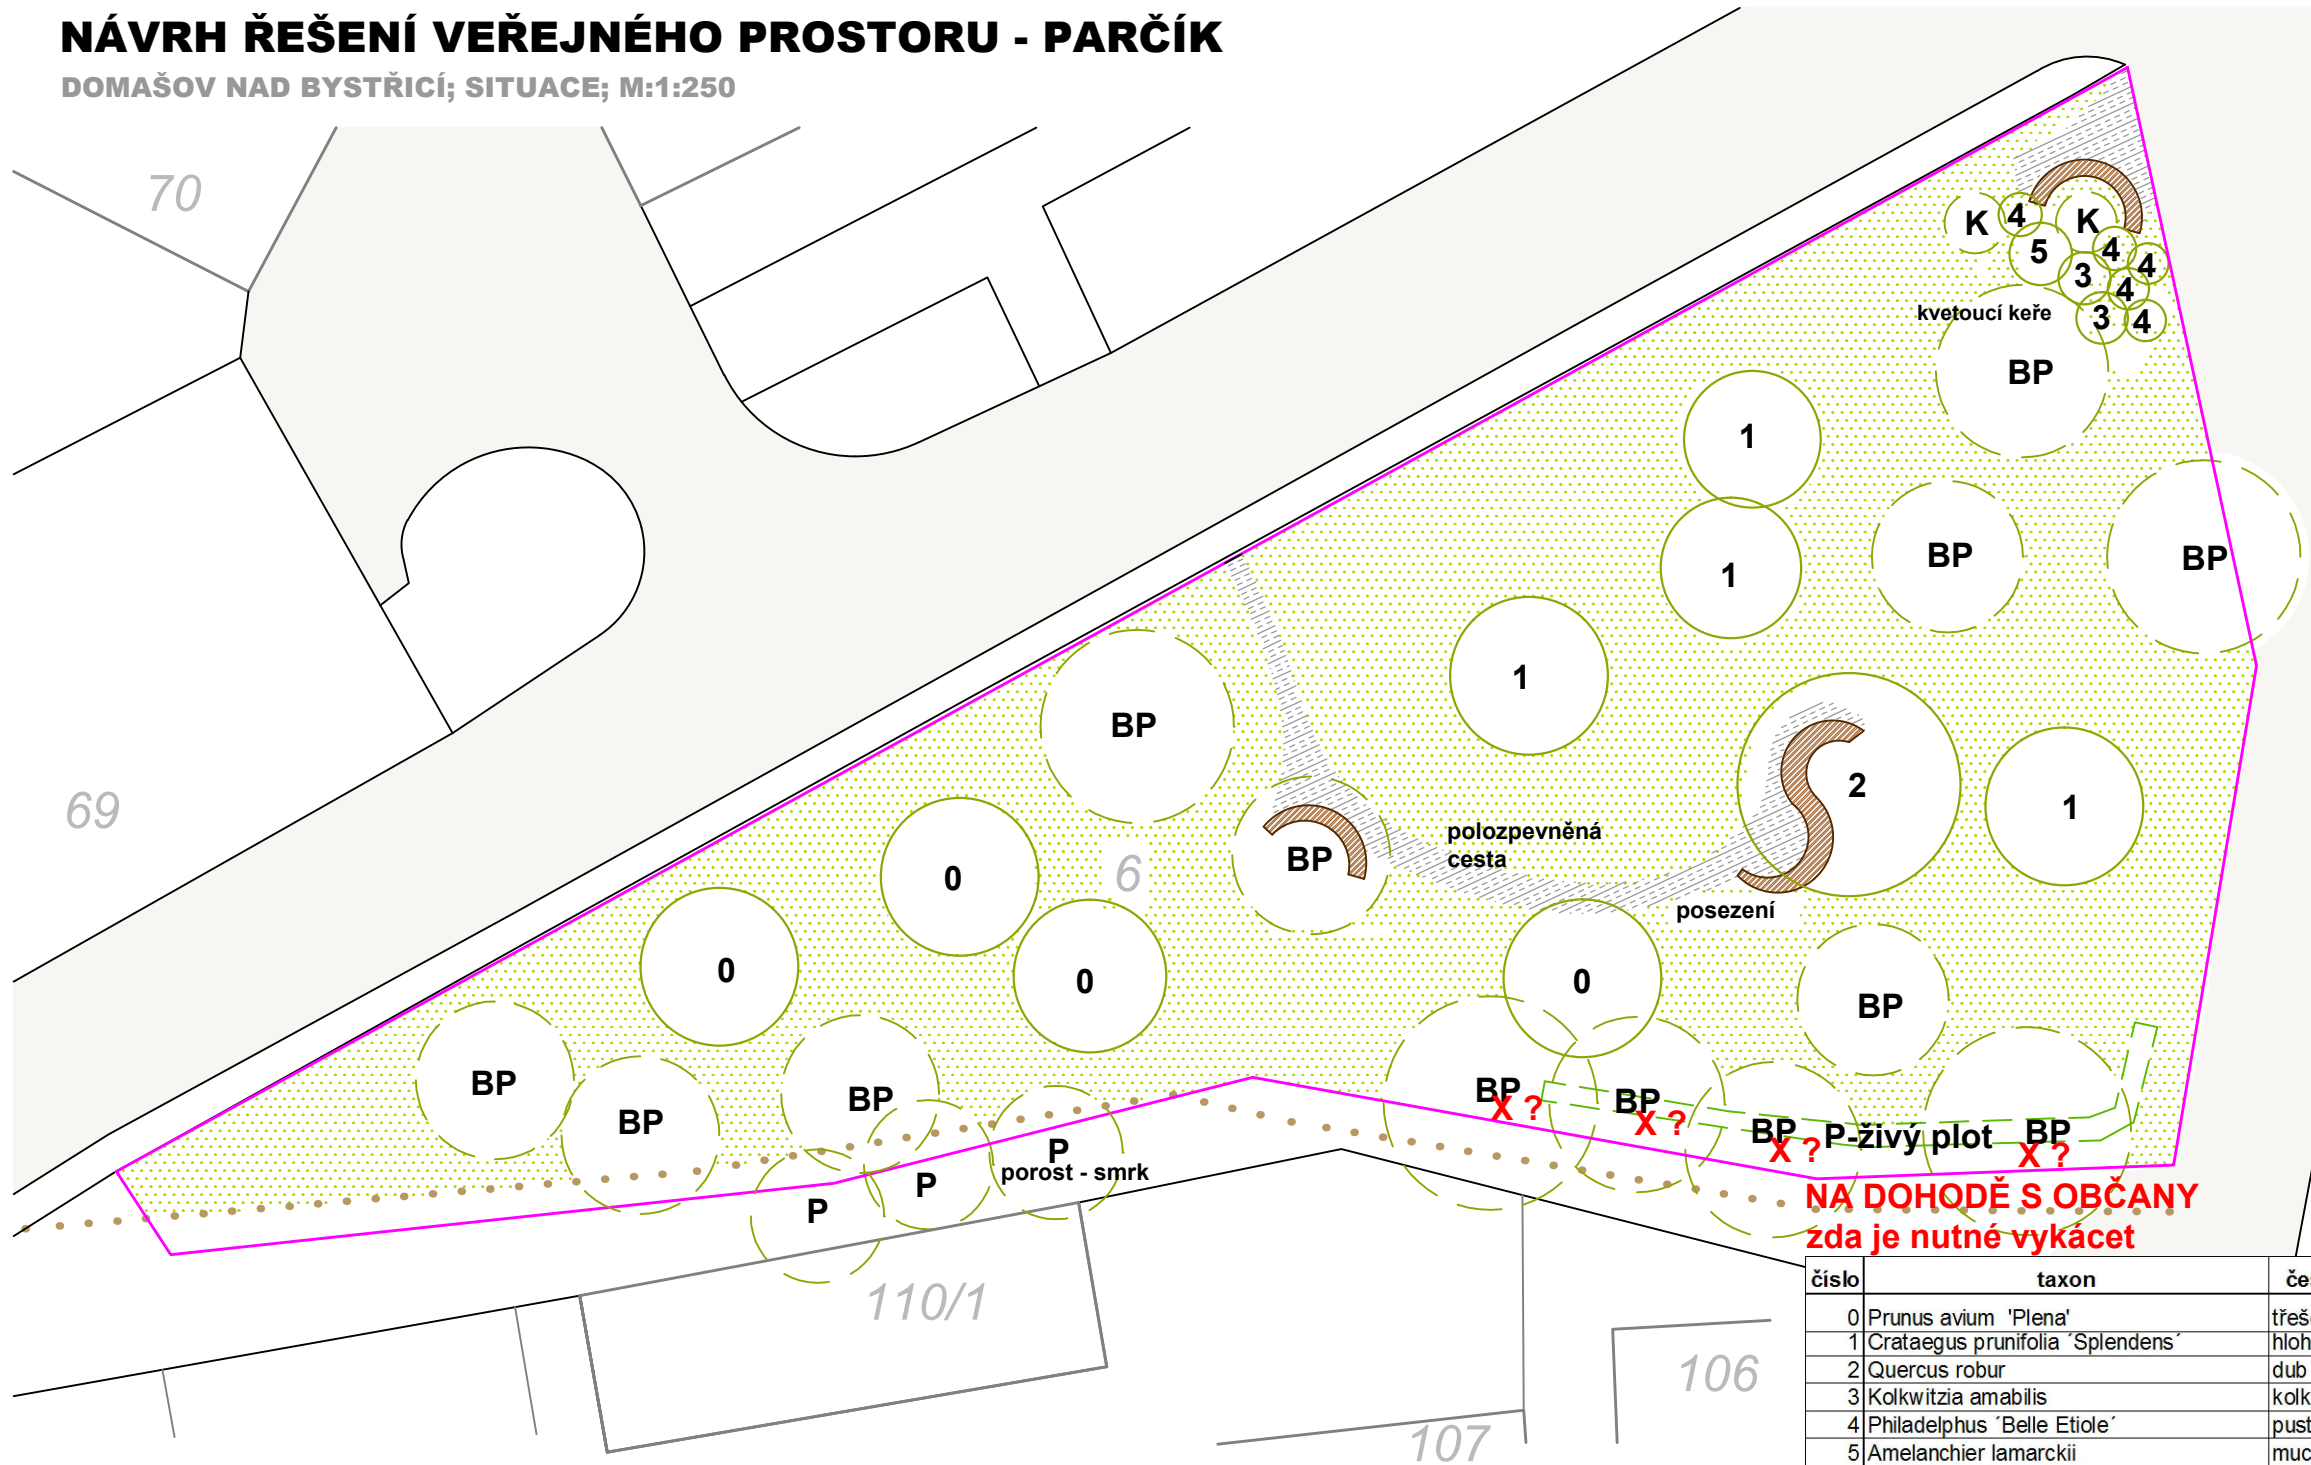 NÁVRH ŘEŠENÍ VEŘEJNÉHO PROSTORU - PARČÍK
DOMAŠOV NAD BYSTŘICÍ; SITUACE; M:1:250
70
K
4
K
5
4
4
3
4
3
4
kvetoucí keře
BP
1
BP
BP
1
1
BP
2
1
69
polozpevněná
cesta
BP
6
0
posezení
0
0
0
BP
BP
BP
BP
BP
X ?
BP
X ?
BP
X ?
P-živý plot
BP
X ?
P
porost - smrk
P
P
NA DOHODĚ S OBČANY
zda je nutné vykácet
110/1
106
107
číslo taxon
0 Prunus avium 'Plena'
1 Crataegus prunifolia ´Splendens´ hloh
2 Quercus robur dub
3 Kolkwitzia amabilis
4 Philadelphus ´Belle Etiole´
5 Amelanchier lamarckii